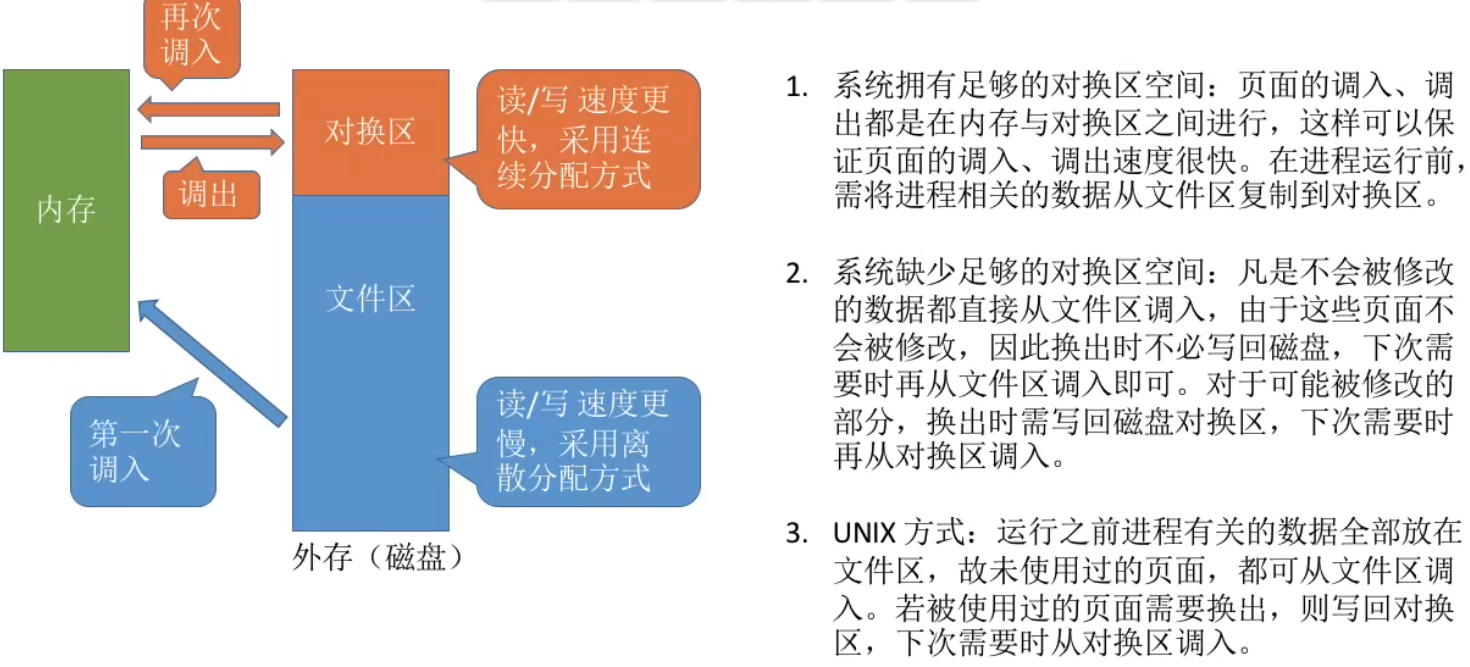 再次
调入
内存
调出
对换区
读/写 速度更
快，采用连
续分配方式
文件区
第一次
调入
读/写 速度更
慢，采用离
散分配方式
外存（磁盘）
1. 系统拥有足够的对换区空间：页面的调入、调
出都是在内存与对换区之间进行，这样可以保
证页面的调入、调出速度很快。在进程运行前，
需将进程相关的数据从文件区复制到对换区。
2. 系统缺少足够的对换区空间：凡是不会被修改
的数据都直接从文件区调入，由于这些页面不
会被修改，因此换出时不必写回磁盘，下次需
要时再从文件区调入即可。对于可能被修改的
部分，换出时需写回磁盘对换区，下次需要时
再从对换区调入。
3. UNIX 方式：运行之前进程有关的数据全部放在
文件区，故未使用过的页面，都可从文件区调
入。若被使用过的页面需要换出，则写回对换
区，下次需要时从对换区调入。